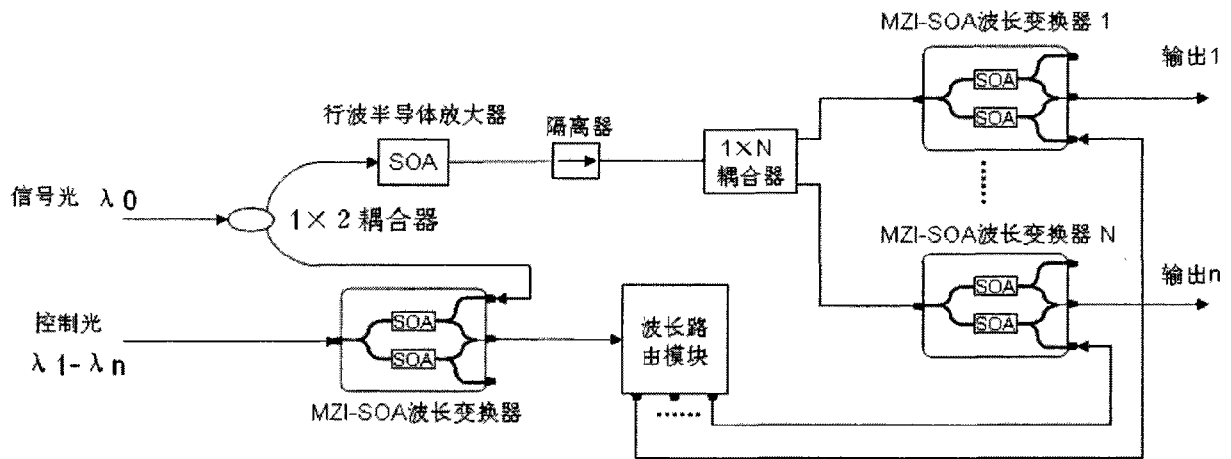 MZI-SOA波长变换器 1
输出1
SOA
SOA
行波半导体放大器
隔离器
SOA
1×N
耦合器
信号光 λ0
1×2耦合器
MZI-SOA波长变换器 N
输出n
SOA
SOA
控制光
λ1-λn
SOA
SOA
波长路
由模块
MZI-SOA波长变换器